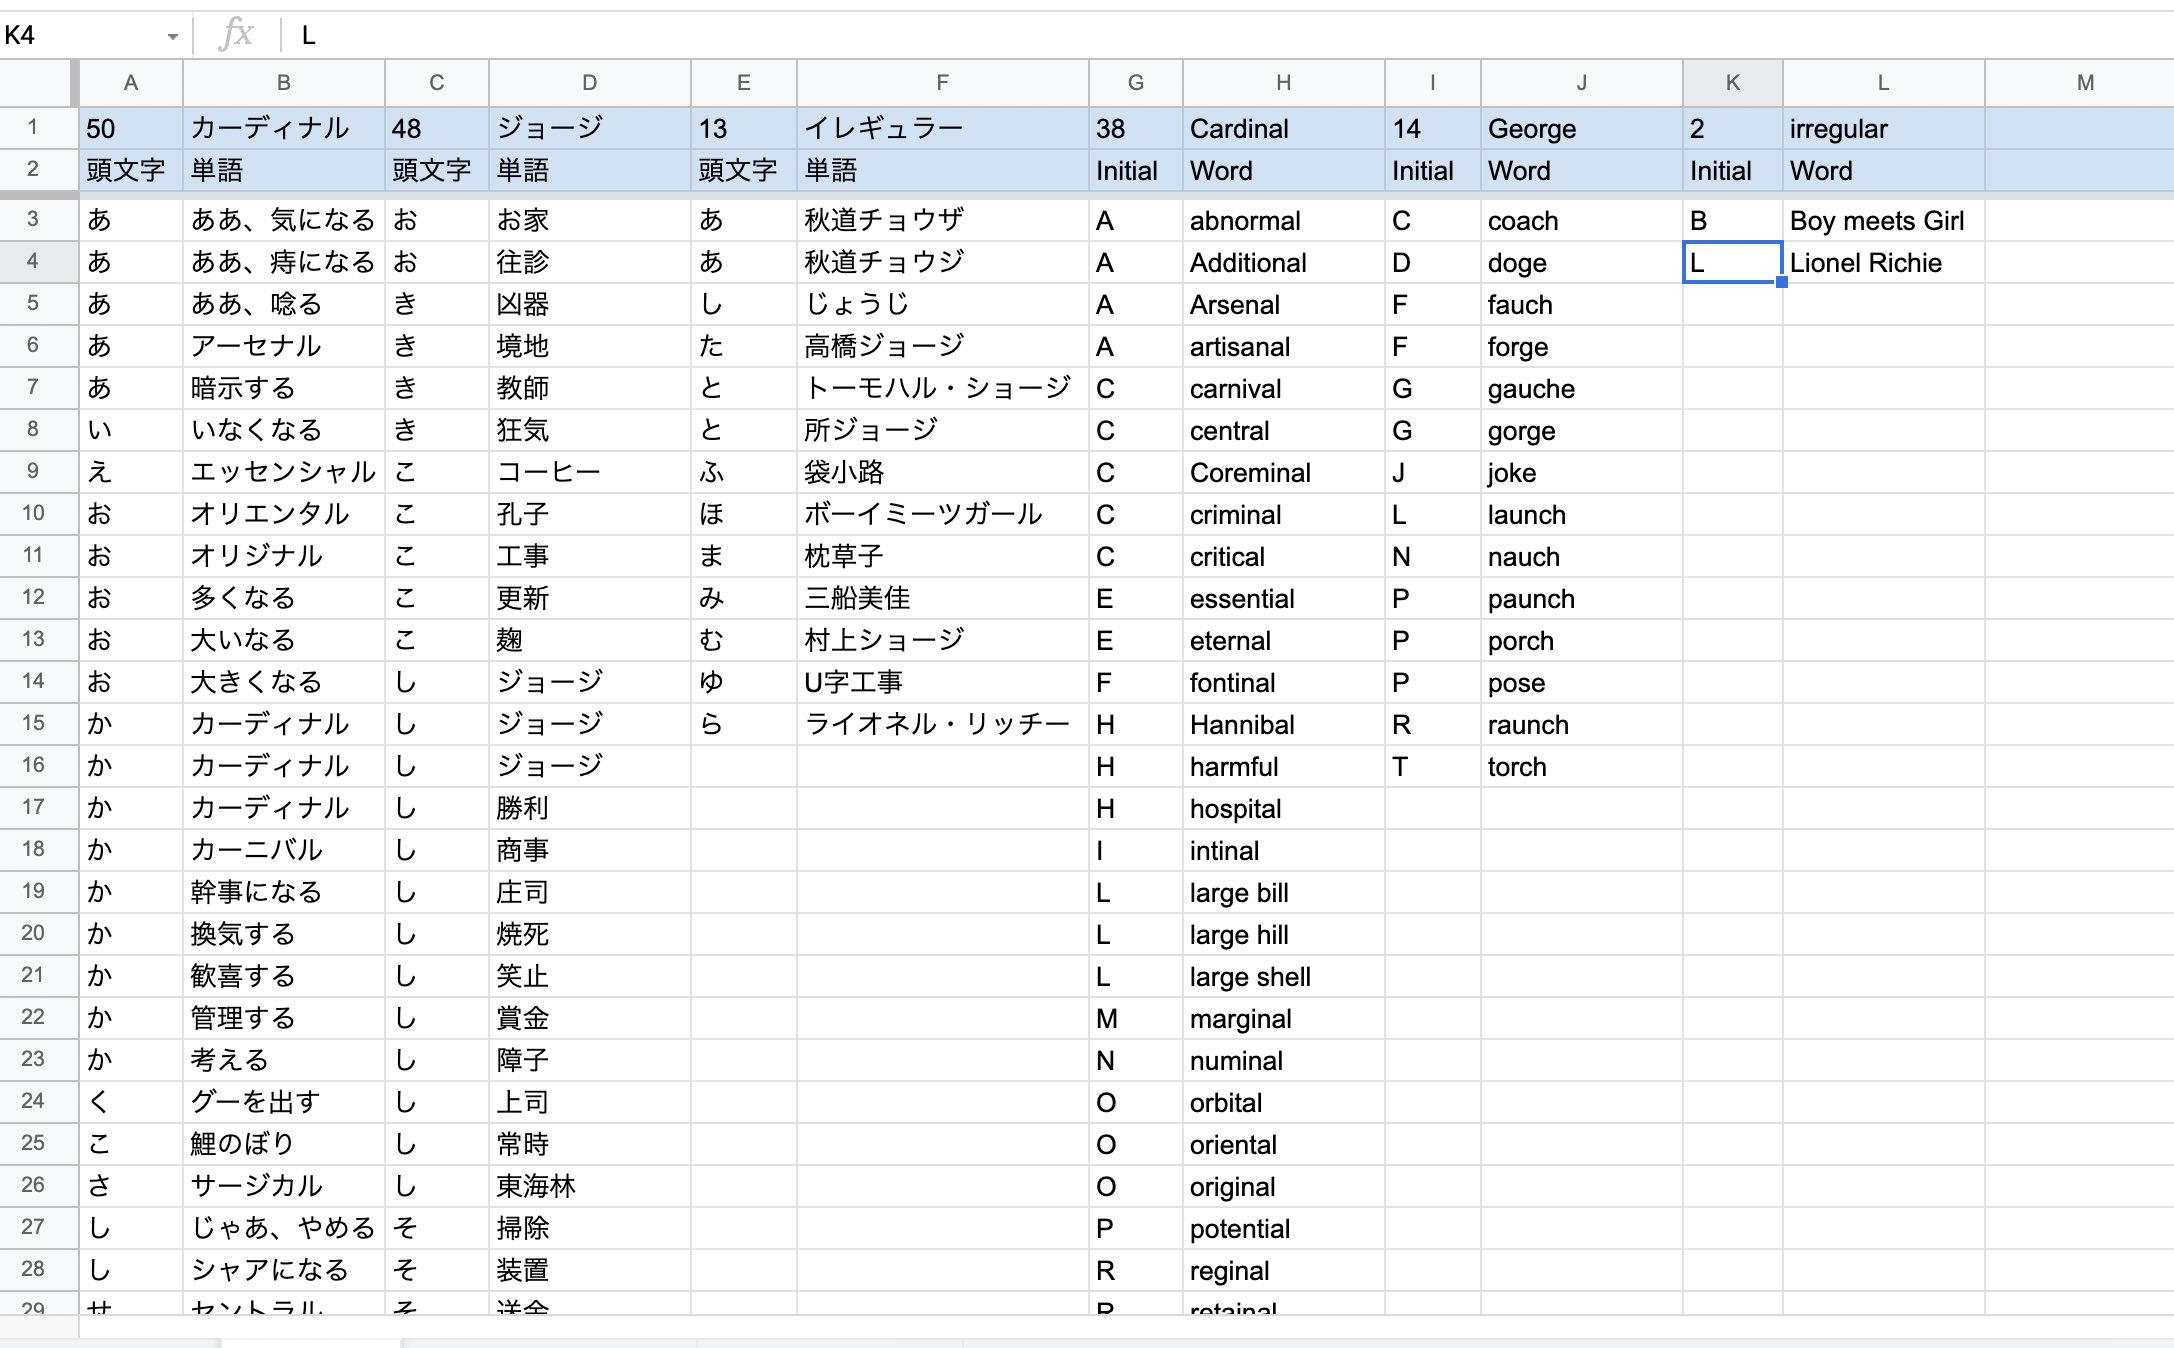 K4 fx L
A B C D E F G H I J K L M
1 50 カーディナル 48 ジョージ 13 イレギュラー 38 Cardinal 14 George 2 irregular
2 頭文字 単語 頭文字 単語 頭文字 単語 Initial Word Initial Word Initial Word
3 あ ああ、気になる お お家 あ 秋道チョウザ A abnormal C coach B Boy meets Girl
4 あ ああ、痔になる お 往診 あ 秋道チョウジ A Additional D doge L Lionel Richie
5 あ ああ、唸る き 凶器 し じょうじ A Arsenal F fauch
6 あ アーセナル き 境地 た 高橋ジョージ A artisanal F forge
7 あ 暗示する き 教師 と トーモハル・ショージ C carnival G gauche
8 い いなくなる き 狂気 と 所ジョージ C central G gorge
9 え エッセンシャル こ コーヒー ふ 袋小路 C Coreminal J joke
10 お オリエンタル こ 孔子 ほ ボーイミーツガール C criminal L launch
11 お オリジナル こ 工事 ま 枕草子 C critical N nauch
12 お 多くなる こ 更新 み 三船美佳 E essential P paunch
13 お 大いなる こ 麹 む 村上ショージ E eternal P porch
14 お 大きくなる し ジョージ ゆ U字工事 F fontinal P pose
15 か カーディナル し ジョージ ら ライオネル・リッチー H Hannibal R raunch
16 か カーディナル し ジョージ H harmful T torch
17 か カーディナル し 勝利 H hospital
18 か カーニバル し 商事 I intinal
19 か 幹事になる し 庄司 L large bill
20 か 換気する し 焼死 L large hill
21 か 歓喜する し 笑止 L large shell
22 か 管理する し 賞金 M marginal
23 か 考える し 障子 N numinal
24 く グーを出す し 上司 O orbital
25 こ 鯉のぼり し 常時 O oriental
26 さ サージカル し 東海林 O original
27 し じゃあ、やめる そ 掃除 P potential
28 し シャアになる そ 装置 R reginal
29 せ セントラル そ 送金 R retainal